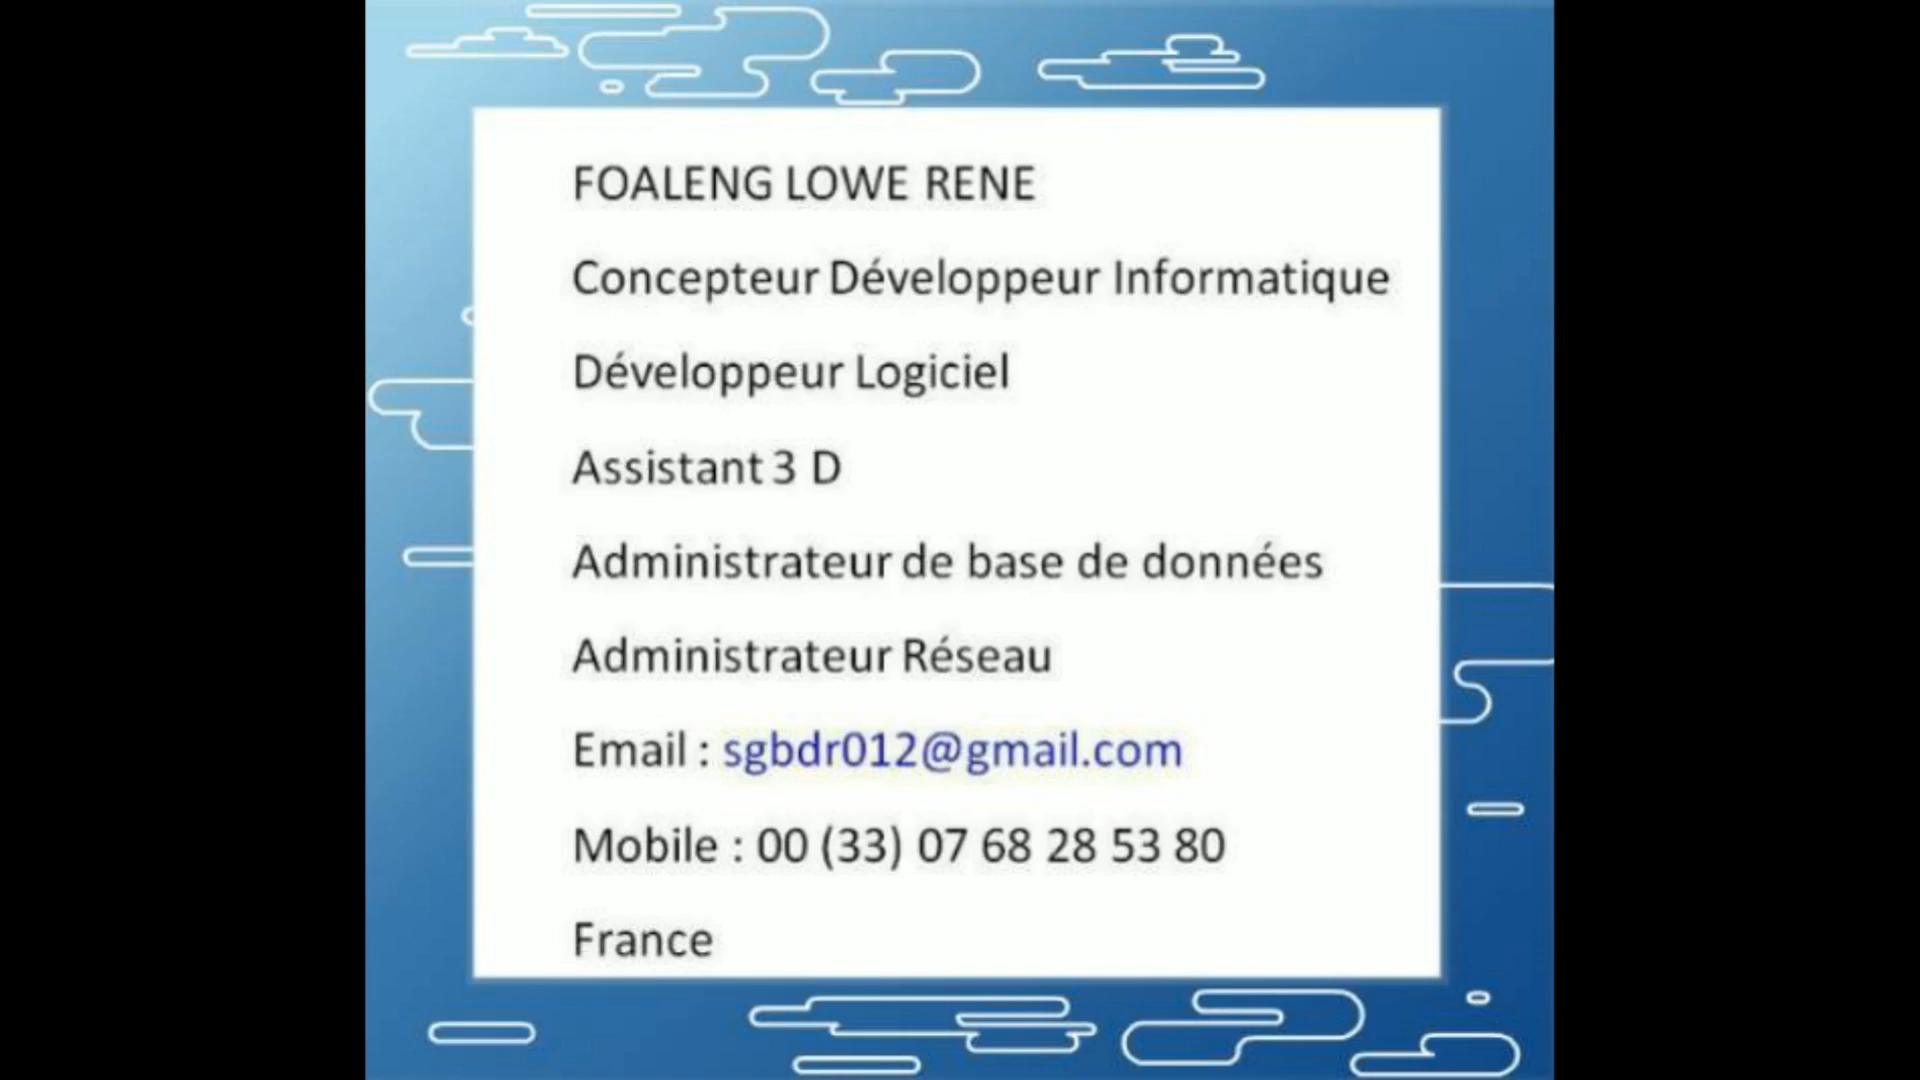 FOALENG LOWE RENE
Concepteur Développeur Informatique
Développeur Logiciel
Assistant 3 D
Administrateur de base de données
Administrateur Réseau
Email : sgbdr012@gmail.com
Mobile : 00 (33) 07 68 28 53 80
France